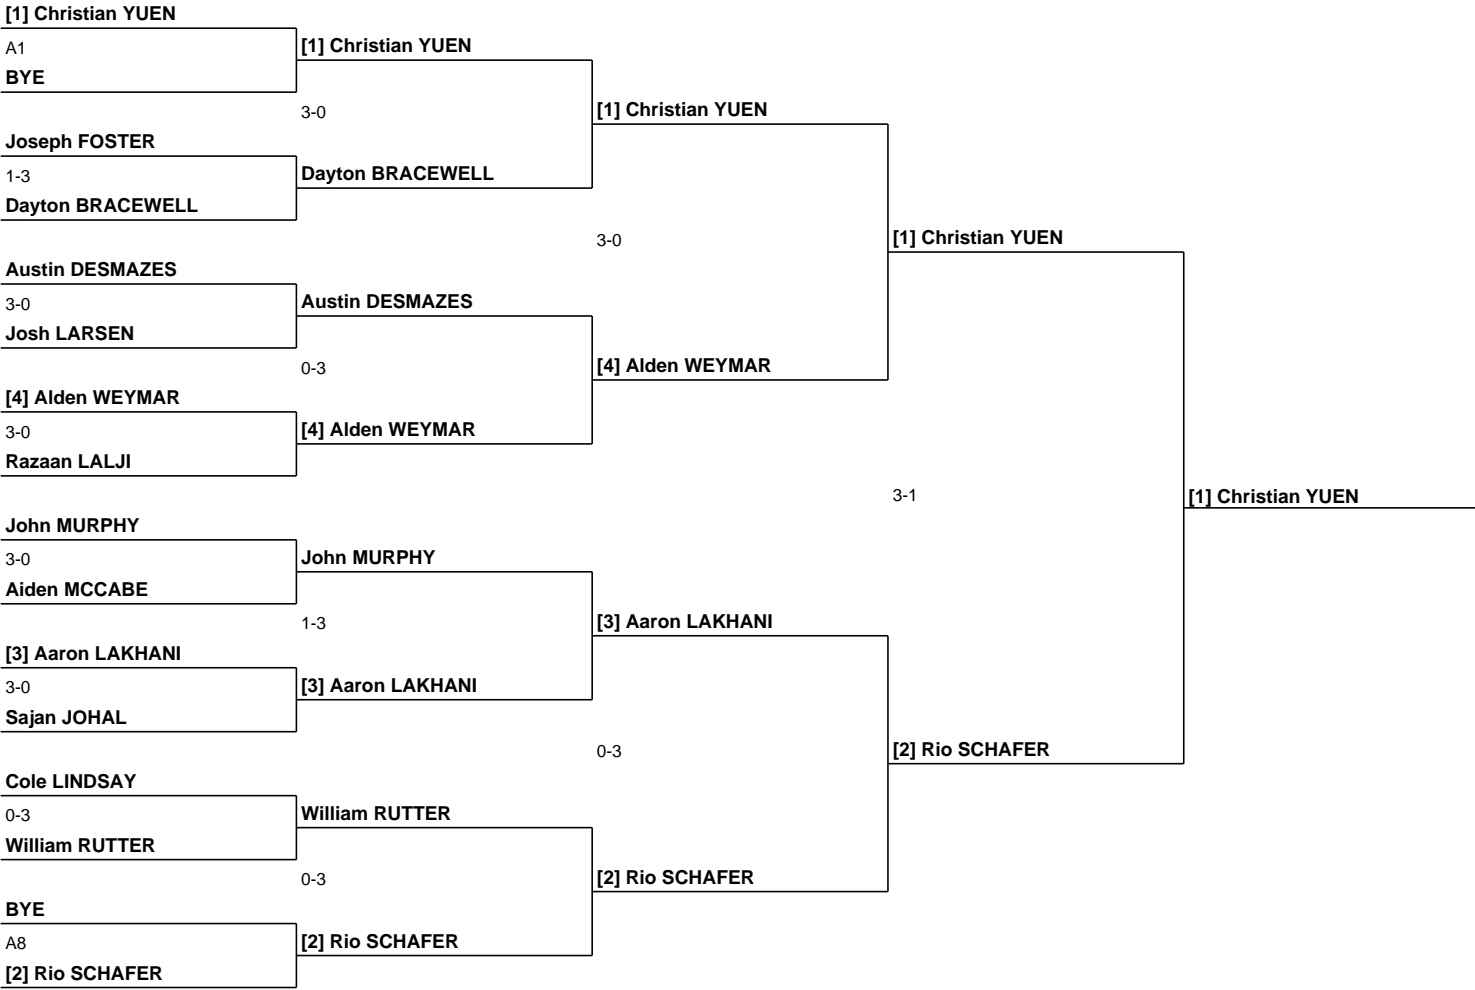 [1] Christian YUEN
A1
BYE
Joseph FOSTER
1-3
Dayton BRACEWELL
Austin DESMAZES
3-0
Josh LARSEN
[4] Alden WEYMAR
3-0
Razaan LALJI
John MURPHY
3-0
Aiden MCCABE
[3] Aaron LAKHANI
3-0
Sajan JOHAL
Cole LINDSAY
0-3
William RUTTER
BYE
A8
[2] Rio SCHAFER
[1] Christian YUEN
3-0
Dayton BRACEWELL
Austin DESMAZES
0-3
[4] Alden WEYMAR
John MURPHY
1-3
[3] Aaron LAKHANI
William RUTTER
0-3
[2] Rio SCHAFER
[1] Christian YUEN
3-0
[4] Alden WEYMAR
[3] Aaron LAKHANI
0-3
[2] Rio SCHAFER
[1] Christian YUEN
3-1
[2] Rio SCHAFER
[1] Christian YUEN